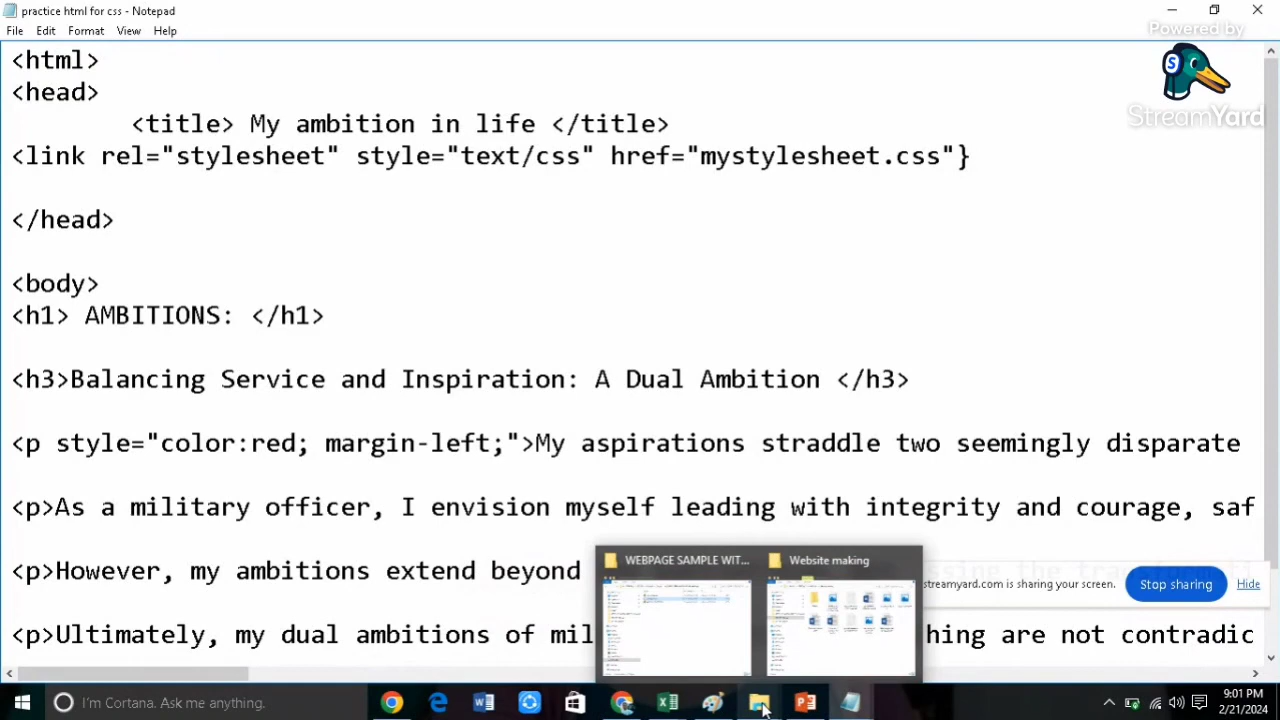 practice html for css - Notepad
File Edit Format View Help
Powered by
StreamYard
<html>
<head>
<title> My ambition in life </title>
<link rel="stylesheet" style="text/css" href="mystylesheet.css"}
</head>
<body>
<h1> AMBITIONS: </h1>
<h3>Balancing Service and Inspiration: A Dual Ambition </h3>
<p style="color:red; margin-left;">My aspirations straddle two seemingly disparate
<p>As a military officer, I envision myself leading with integrity and courage, saf
<p>However, my ambitions extend beyond
WEBPAGE SAMPLE WIT...
Website making
streamyard.com is sharing your screen.
Stop sharing
Hide
<p>Ultimately, my dual ambitions of mil
hing are not contradic
I'm Cortana. Ask me anything.
9:01 PM
2/21/2024